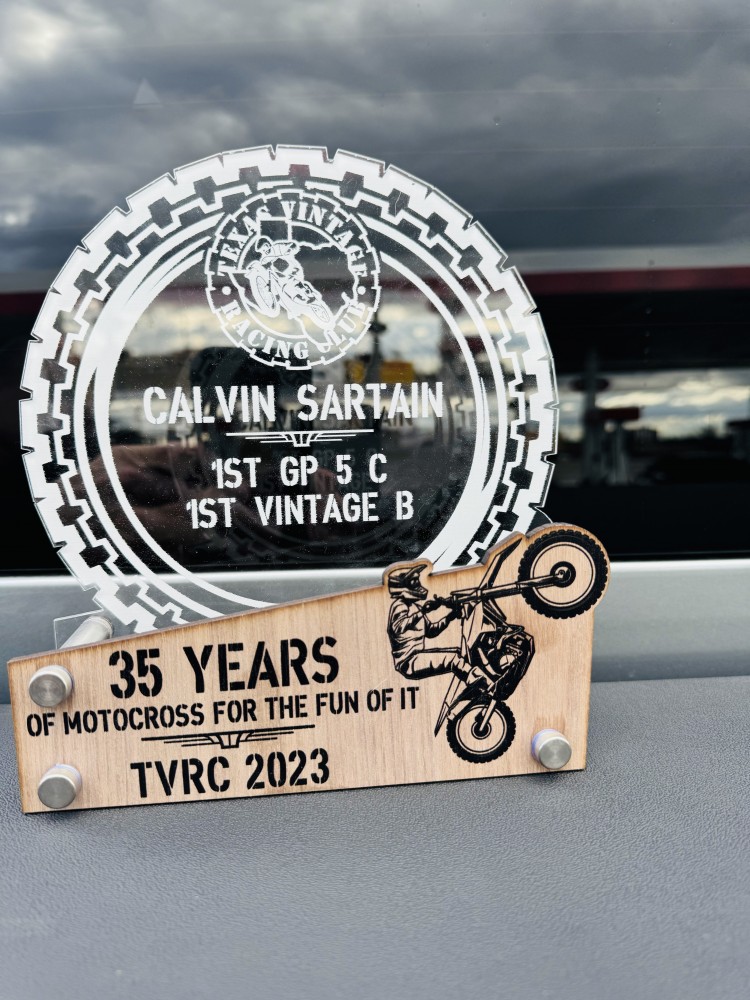 TEXAS VINTAGE
RACING CLUB
CALVIN SARTAIN
1ST GP 5 C
1ST VINTAGE B
35 YEARS
OF MOTOCROSS FOR THE FUN OF IT
TVRC 2023